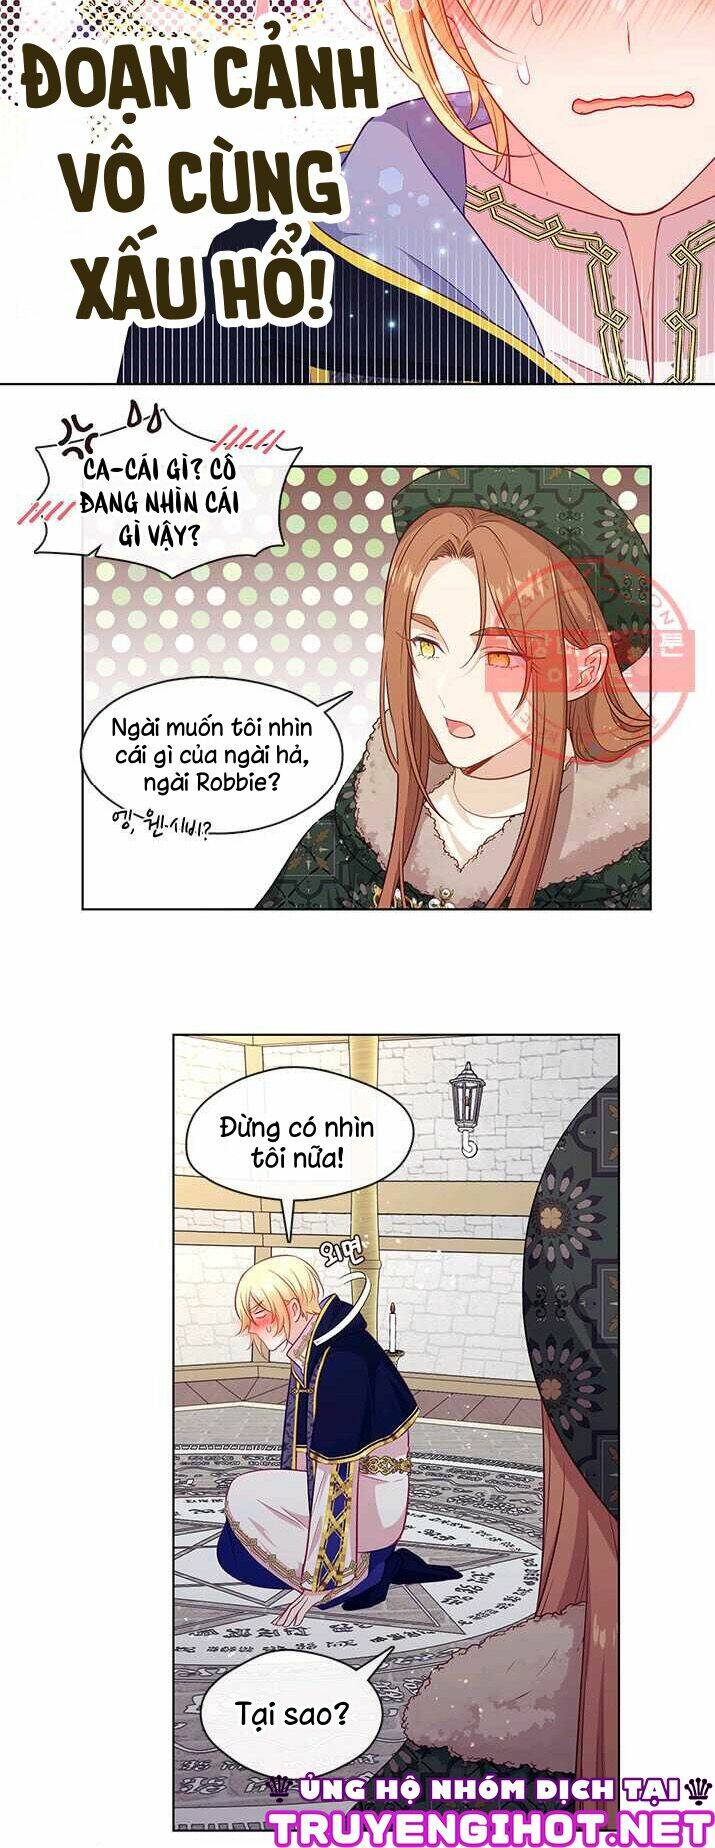 ĐOẠN CẢNH
VÔ CÙNG
XẤU HỔ!
CA-CÁI GÌ? CÔ
ĐANG NHÌN CÁI
GÌ VẬY?
Ngài muốn tôi nhìn
cái gì của ngài hả,
ngài Robbie?
엥, 웬 시비?
Đừng có nhìn
tôi nữa!
외면
Tại sao?
ỦNG HỘ NHÓM DỊCH TẠI
TRUYENGIHOT.NET